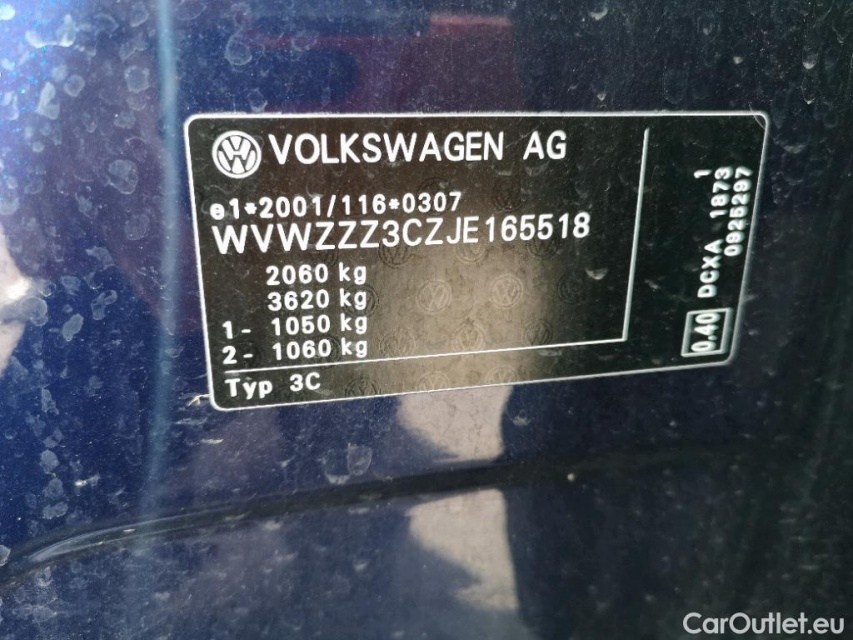 VOLKSWAGEN AG
e1*2001/116*0307
WVWZZZ3CZJE165518
2060 kg
3620 kg
1- 1050 kg
2- 1060 kg
Typ 3C
0.40 DCXA 1873 1
0925297
CarOutlet.eu